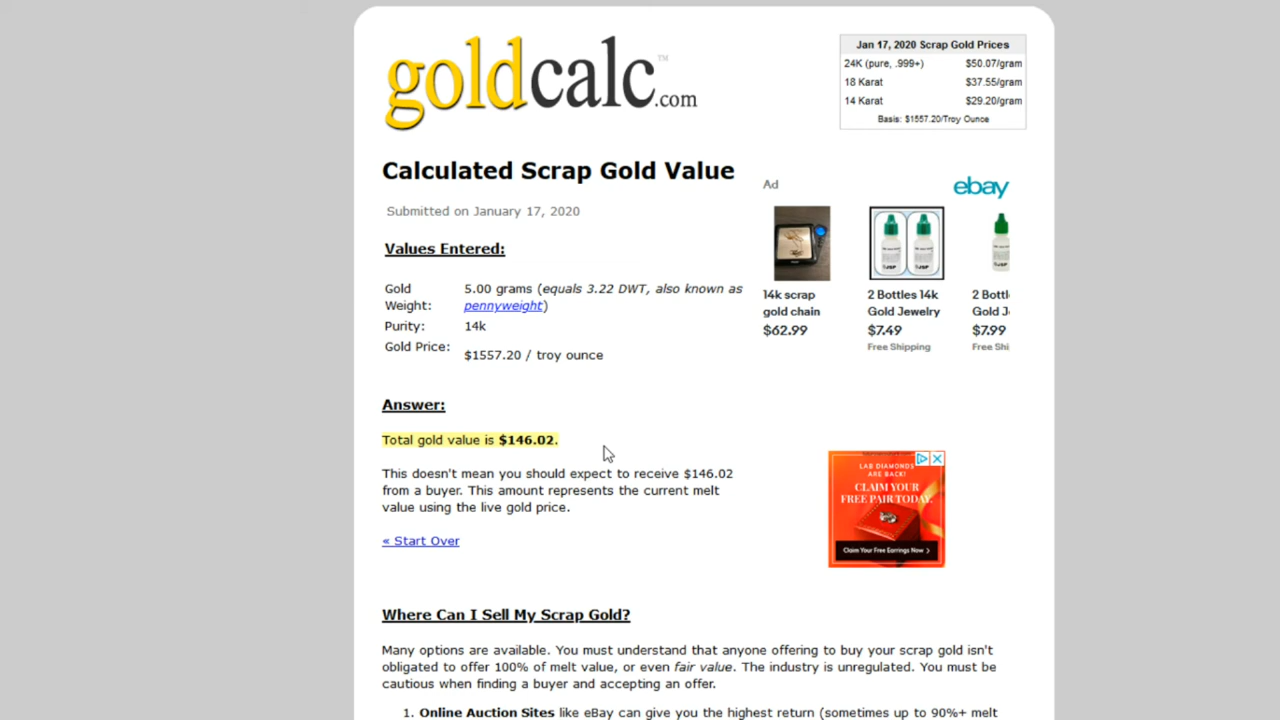 goldcalc.com™
Jan 17, 2020 Scrap Gold Prices
24K (pure, .999+) $50.07/gram
18 Karat $37.55/gram
14 Karat $29.20/gram
Basis: $1557.20/Troy Ounce
Calculated Scrap Gold Value
Submitted on January 17, 2020
Values Entered:
Gold Weight: 5.00 grams (equals 3.22 DWT, also known as
pennyweight)
Purity: 14k
Gold Price: $1557.20 / troy ounce
Answer:
Total gold value is $146.02.
This doesn't mean you should expect to receive $146.02
from a buyer. This amount represents the current melt
value using the live gold price.
« Start Over
Ad
ebay
14k scrap
gold chain
$62.99
2 Bottles 14k
Gold Jewelry
$7.49
Free Shipping
2 Bottl
Gold J
$7.99
Free Shi
LAB DIAMONDS
ARE BACK!
CLAIM YOUR
FREE PAIR TODAY.
Claim Your Free Earrings Now >
Where Can I Sell My Scrap Gold?
Many options are available. You must understand that anyone offering to buy your scrap gold isn't
obligated to offer 100% of melt value, or even fair value. The industry is unregulated. You must be
cautious when finding a buyer and accepting an offer.
1. Online Auction Sites like eBay can give you the highest return (sometimes up to 90%+ melt